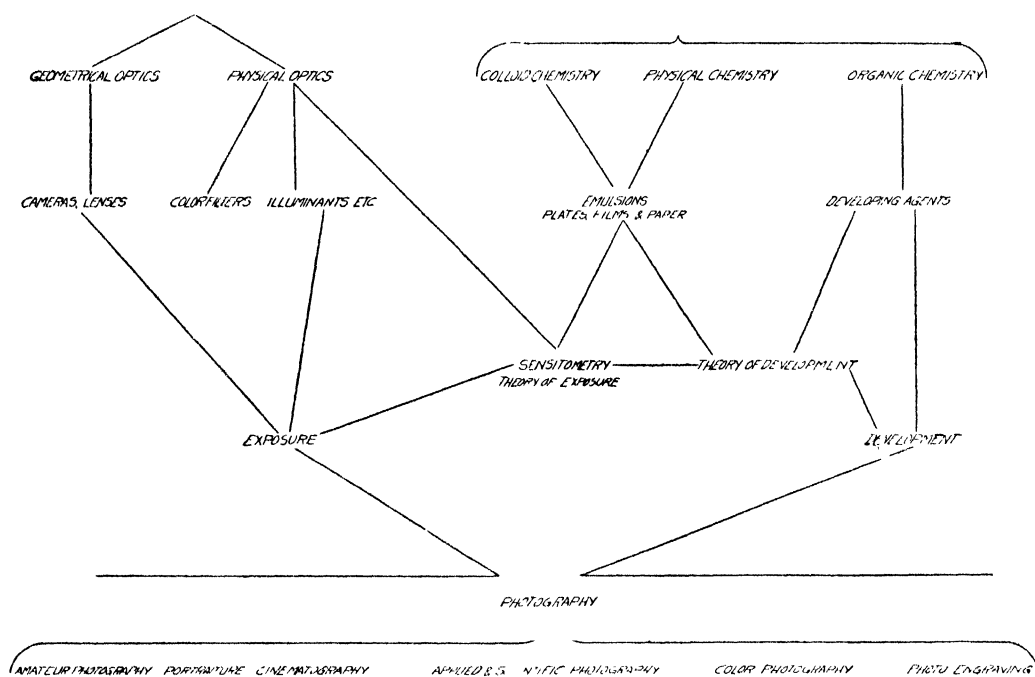 GEOMETRICAL OPTICS PHYSICAL OPTICS COLLOID CHEMISTRY PHYSICAL CHEMISTRY ORGANIC CHEMISTRY
CAMERAS, LENSES COLOR FILTERS ILLUMINANTS ETC EMULSIONS DEVELOPING AGENTS
PLATES, FILMS & PAPER
SENSITOMETRY THEORY OF DEVELOPMENT
THEORY OF EXPOSURE
EXPOSURE DEVELOPMENT
PHOTOGRAPHY
AMATEUR PHOTOGRAPHY PORTRAITURE CINEMATOGRAPHY APPLIED & PHOTOGRAPHY COLOR PHOTOGRAPHY PHOTO ENGRAVING